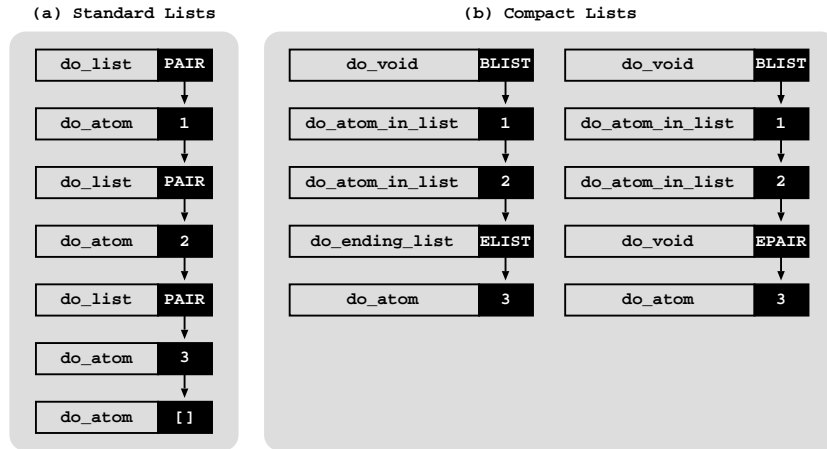 (a) Standard Lists
do_list PAIR
do_atom 1
do_list PAIR
do_atom 2
do_list PAIR
do_atom 3
do_atom []
(b) Compact Lists
do_void BLIST
do_atom_in_list 1
do_atom_in_list 2
do_ending_list ELIST
do_atom 3
do_void BLIST
do_atom_in_list 1
do_atom_in_list 2
do_void EPAIR
do_atom 3